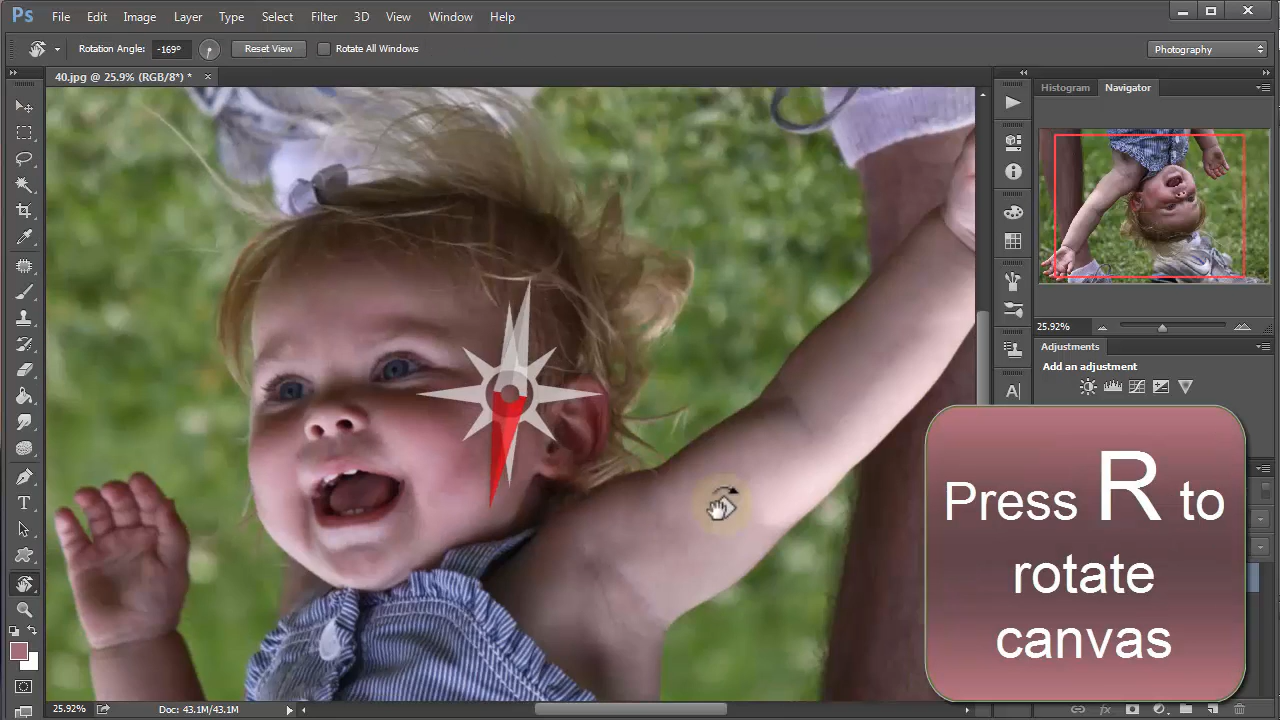 Ps File Edit Image Layer Type Select Filter 3D View Window Help
Rotation Angle: -169° Reset View Rotate All Windows Photography
40.jpg @ 25.9% (RGB/8*) * ×
Histogram Navigator
25.92%
Adjustments
Add an adjustment
Press R to
rotate
canvas
25.92% Doc: 43.1M/43.1M